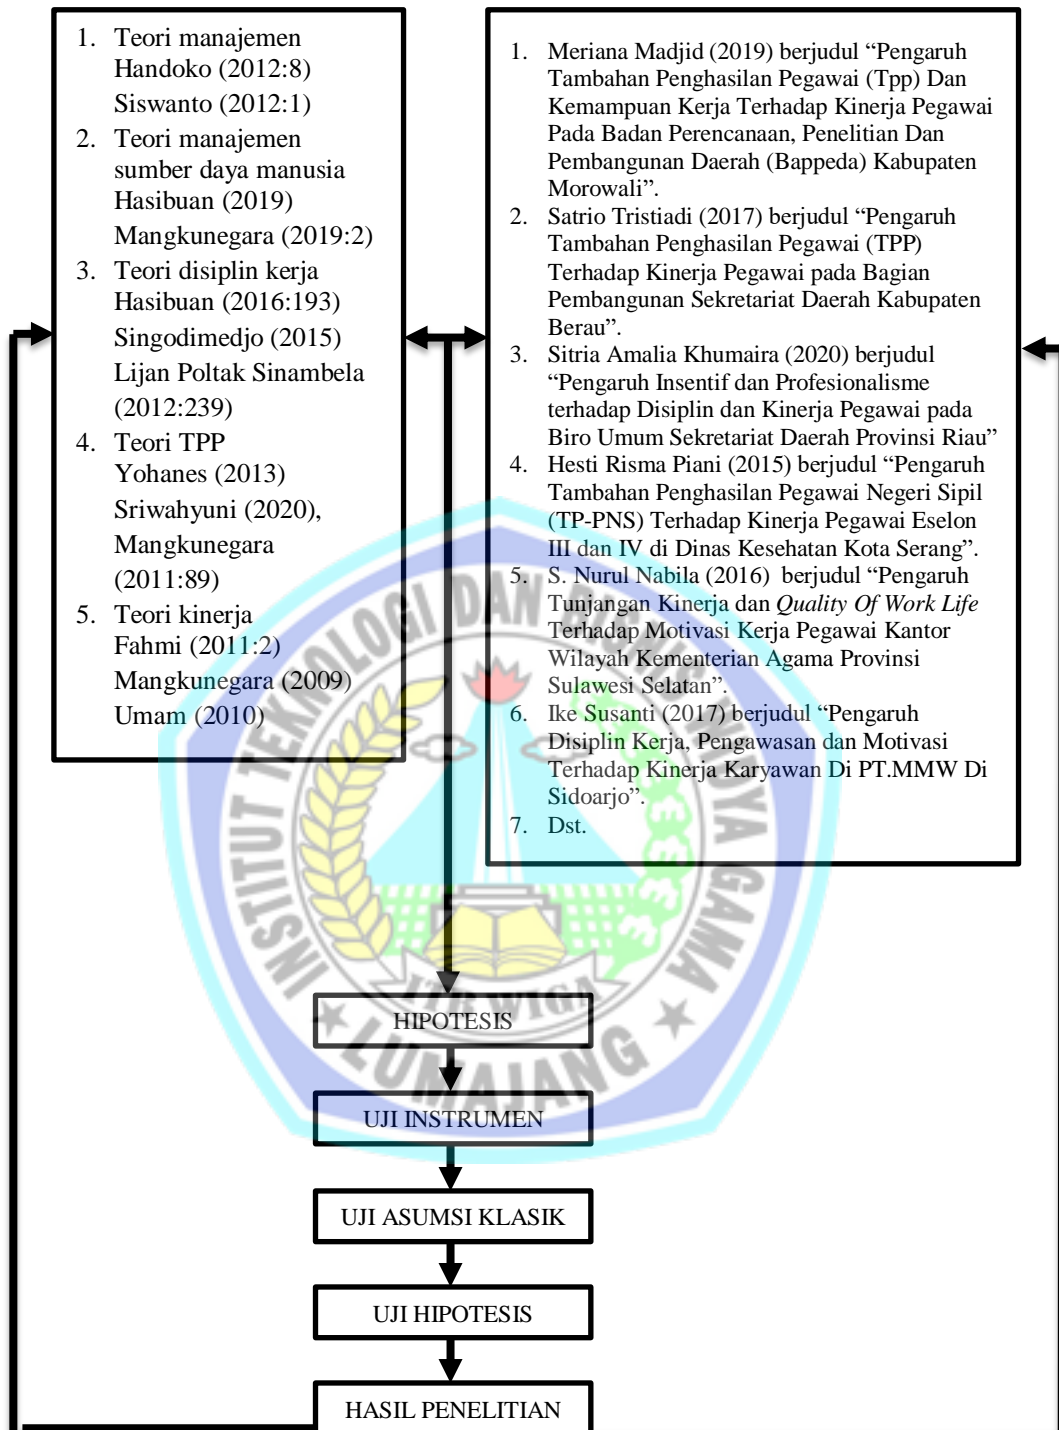 1. Teori manajemen
Handoko (2012:8)
Siswanto (2012:1)
2. Teori manajemen
sumber daya manusia
Hasibuan (2019)
Mangkunegara (2019:2)
3. Teori disiplin kerja
Hasibuan (2016:193)
Singodimedjo (2015)
Lijan Poltak Sinambela
(2012:239)
4. Teori TPP
Yohanes (2013)
Sriwahyuni (2020),
Mangkunegara
(2011:89)
5. Teori kinerja
Fahmi (2011:2)
Mangkunegara (2009)
Umam (2010)
1. Meriana Madjid (2019) berjudul “Pengaruh
Tambahan Penghasilan Pegawai (Tpp) Dan
Kemampuan Kerja Terhadap Kinerja Pegawai
Pada Badan Perencanaan, Penelitian Dan
Pembangunan Daerah (Bappeda) Kabupaten
Morowali”.
2. Satrio Tristiadi (2017) berjudul “Pengaruh
Tambahan Penghasilan Pegawai (TPP)
Terhadap Kinerja Pegawai pada Bagian
Pembangunan Sekretariat Daerah Kabupaten
Berau”.
3. Sitria Amalia Khumaira (2020) berjudul
“Pengaruh Insentif dan Profesionalisme
terhadap Disiplin dan Kinerja Pegawai pada
Biro Umum Sekretariat Daerah Provinsi Riau”
4. Hesti Risma Piani (2015) berjudul “Pengaruh
Tambahan Penghasilan Pegawai Negeri Sipil
(TP-PNS) Terhadap Kinerja Pegawai Eselon
III dan IV di Dinas Kesehatan Kota Serang”.
5. S. Nurul Nabila (2016) berjudul “Pengaruh
Tunjangan Kinerja dan Quality Of Work Life
Terhadap Motivasi Kerja Pegawai Kantor
Wilayah Kementerian Agama Provinsi
Sulawesi Selatan”.
6. Ike Susanti (2017) berjudul “Pengaruh
Disiplin Kerja, Pengawasan dan Motivasi
Terhadap Kinerja Karyawan Di PT.MMW Di
Sidoarjo”.
7. Dst.
INSTITUT TEKNOLOGI DAN BISNIS WIDYA GAMA
ITB WIGA
LUMAJANG
HIPOTESIS
UJI INSTRUMEN
UJI ASUMSI KLASIK
UJI HIPOTESIS
HASIL PENELITIAN